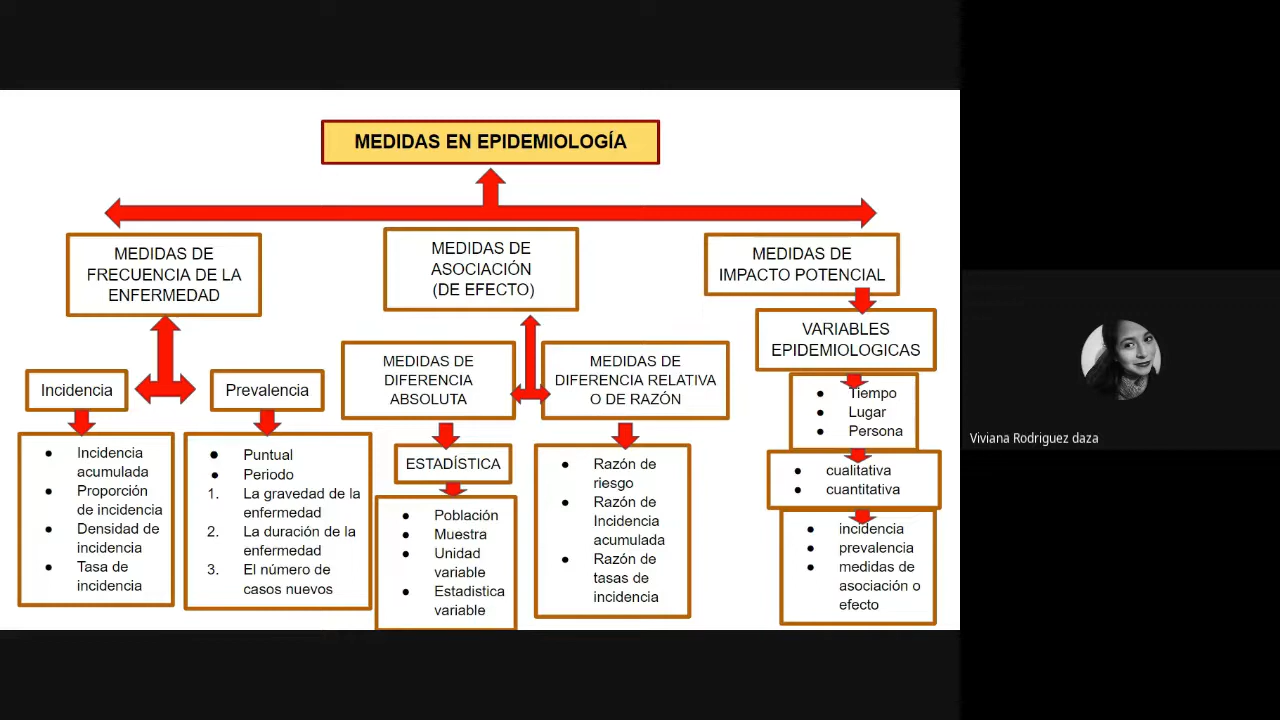 MEDIDAS EN EPIDEMIOLOGÍA
MEDIDAS DE
FRECUENCIA DE LA
ENFERMEDAD
MEDIDAS DE
ASOCIACIÓN
(DE EFECTO)
MEDIDAS DE
IMPACTO POTENCIAL
Incidencia
Prevalencia
MEDIDAS DE
DIFERENCIA
ABSOLUTA
MEDIDAS DE
DIFERENCIA RELATIVA
O DE RAZÓN
VARIABLES
EPIDEMIOLOGICAS
● Incidencia
acumulada
● Proporción
de incidencia
● Densidad de
incidencia
● Tasa de
incidencia
● Puntual
● Periodo
1. La gravedad de la
enfermedad
2. La duración de la
enfermedad
3. El número de
casos nuevos
ESTADÍSTICA
● Población
● Muestra
● Unidad
variable
● Estadistica
variable
● Razón de
riesgo
● Razón de
Incidencia
acumulada
● Razón de
tasas de
incidencia
● Tiempo
● Lugar
● Persona
● cualitativa
● cuantitativa
● incidencia
● prevalencia
● medidas de
asociación o
efecto
Viviana Rodriguez daza